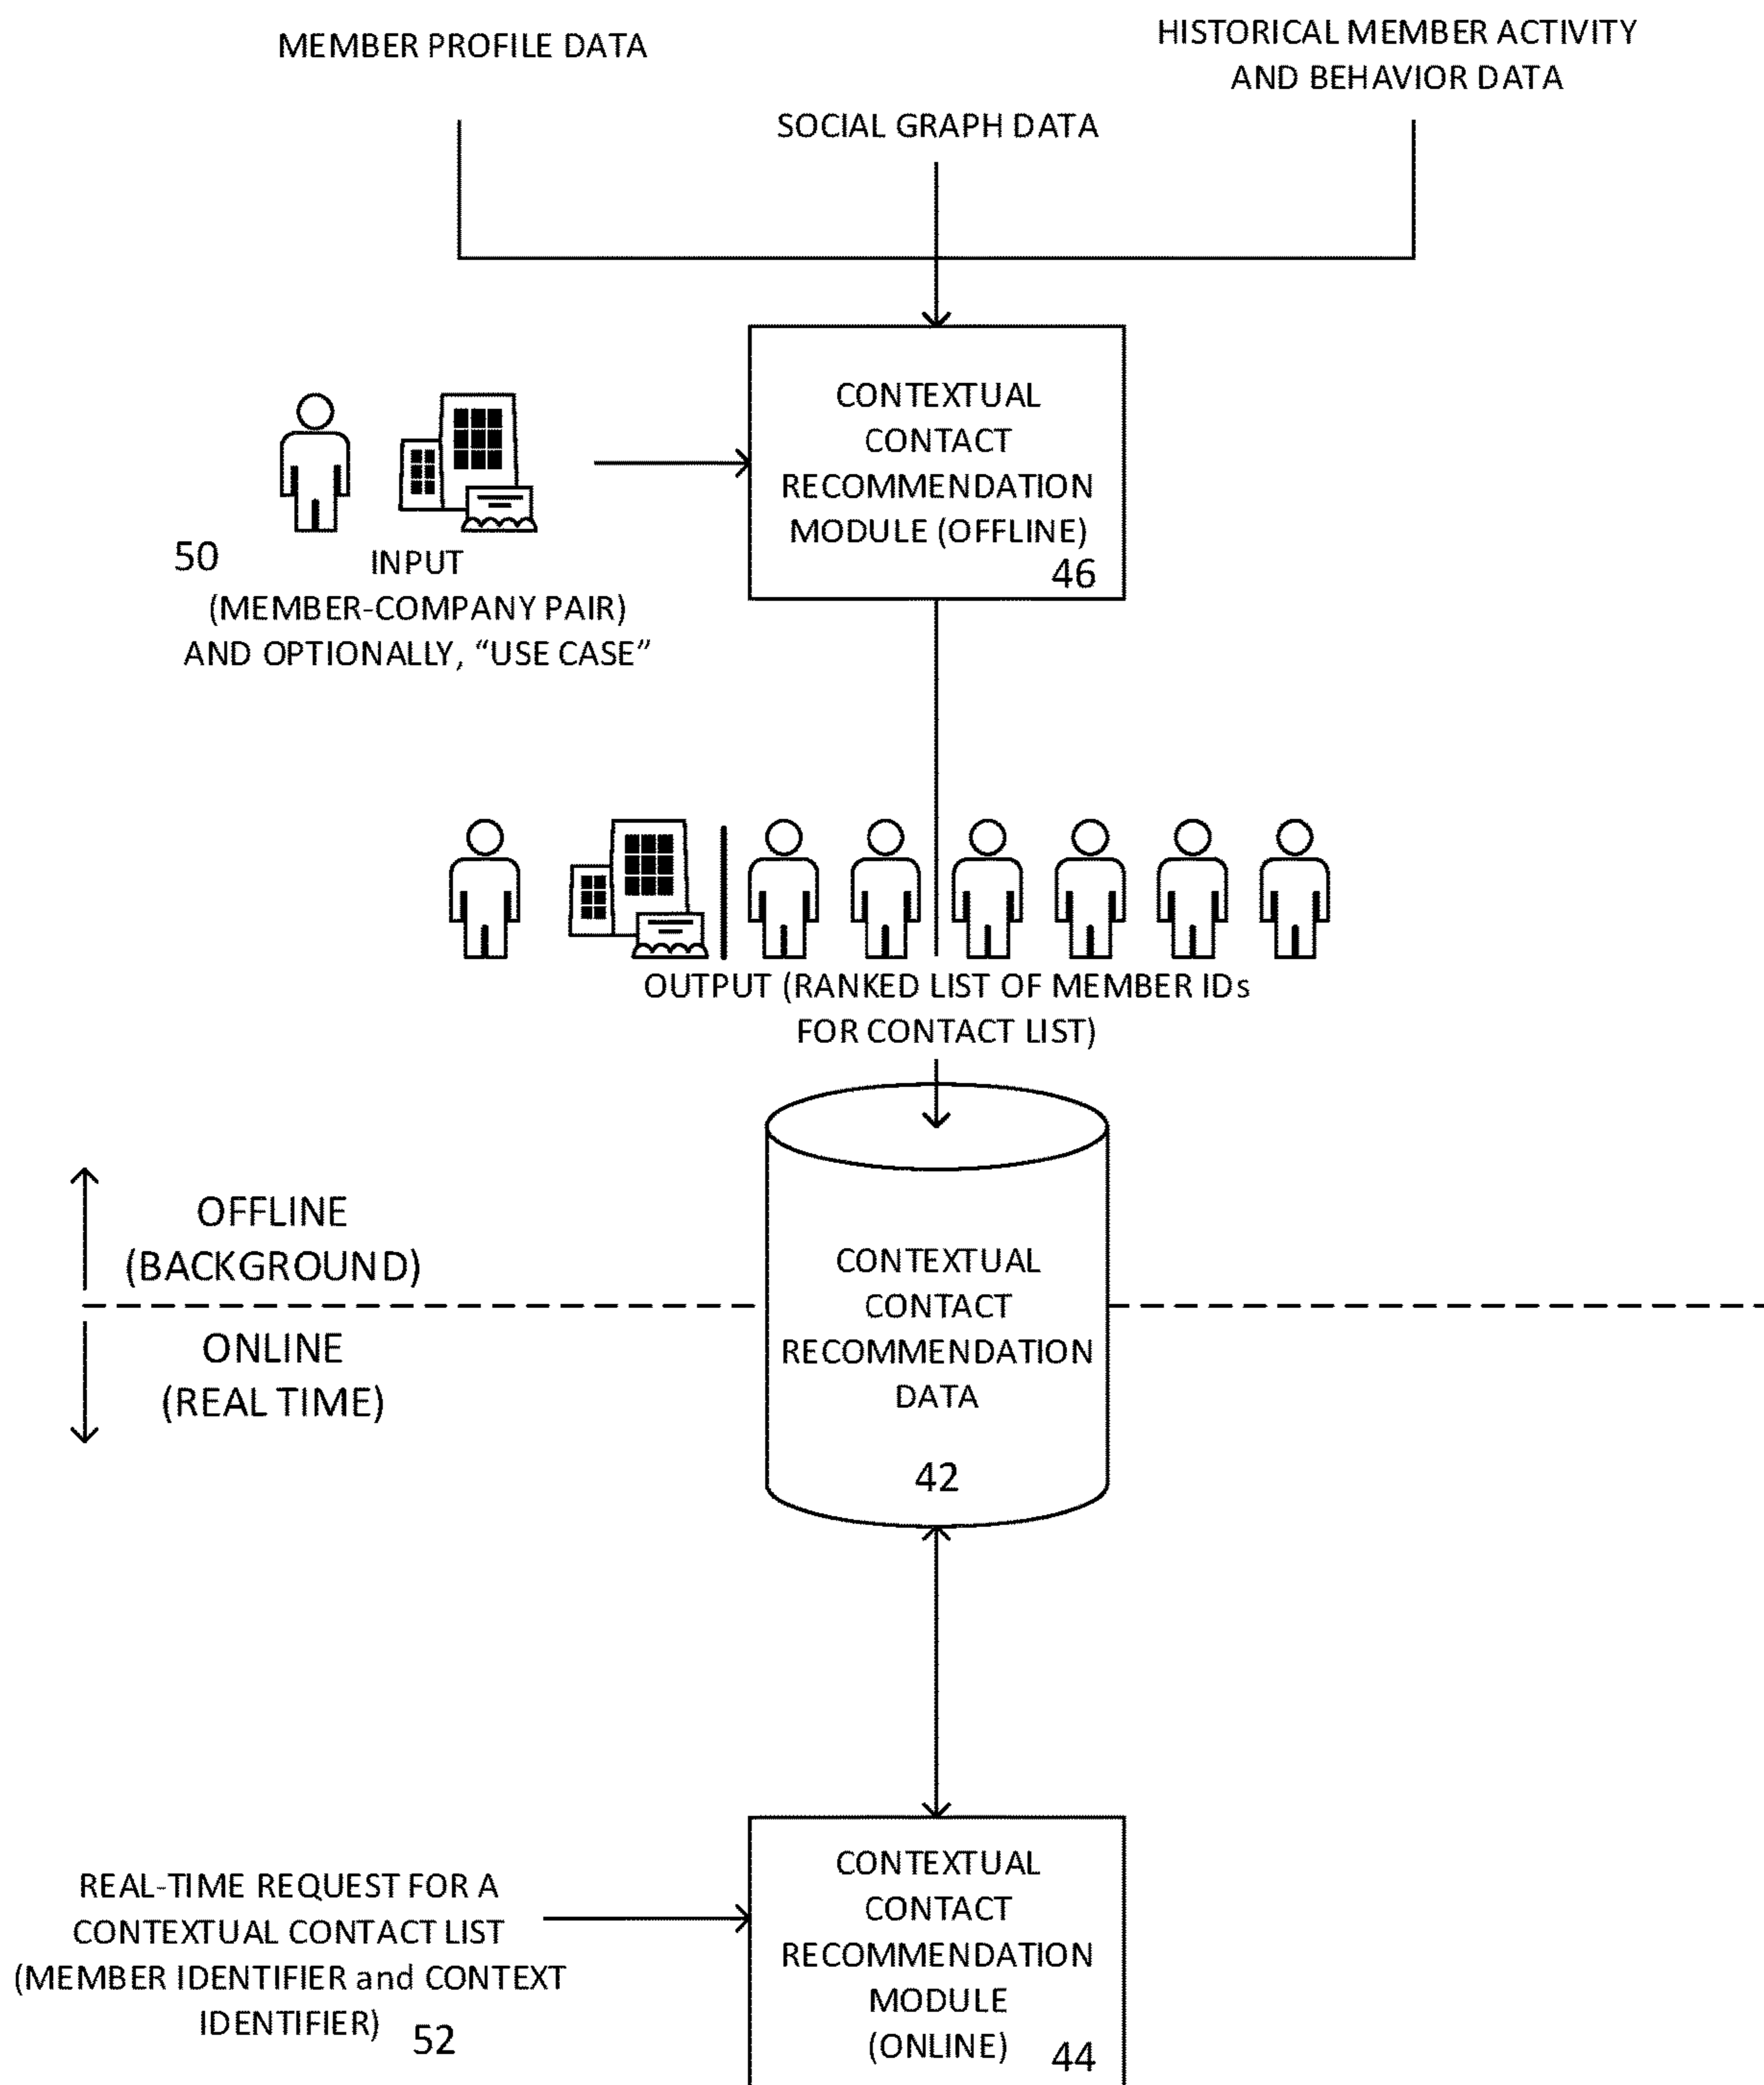 MEMBER PROFILE DATA
HISTORICAL MEMBER ACTIVITY
AND BEHAVIOR DATA
SOCIAL GRAPH DATA
CONTEXTUAL
CONTACT
RECOMMENDATION
MODULE (OFFLINE)
46
50
INPUT
(MEMBER-COMPANY PAIR)
AND OPTIONALLY, “USE CASE”
OUTPUT (RANKED LIST OF MEMBER IDs
FOR CONTACT LIST)
OFFLINE
(BACKGROUND)
ONLINE
(REAL TIME)
CONTEXTUAL
CONTACT
RECOMMENDATION
DATA
42
REAL-TIME REQUEST FOR A
CONTEXTUAL CONTACT LIST
(MEMBER IDENTIFIER and CONTEXT
IDENTIFIER)
52
CONTEXTUAL
CONTACT
RECOMMENDATION
MODULE
(ONLINE)
44